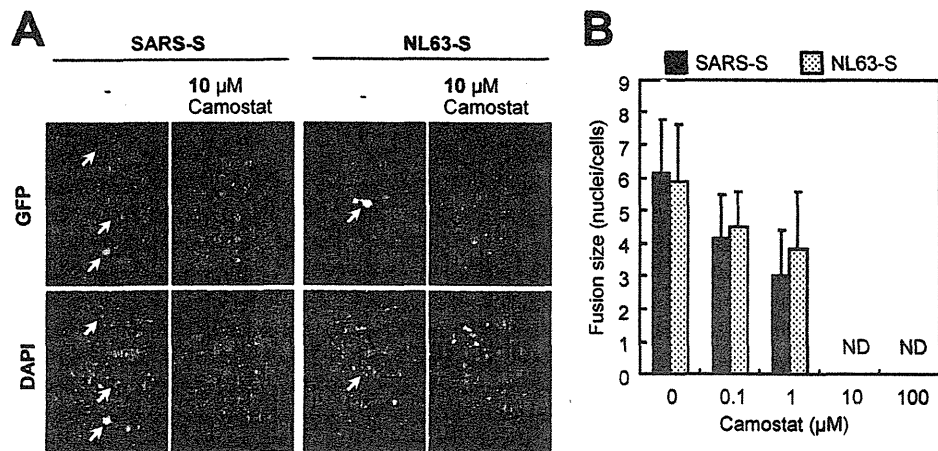 A
SARS-S
NL63-S
-
10 µM
Camostat
-
10 µM
Camostat
GFP
DAPI
B
SARS-S
NL63-S
Fusion size (nuclei/cells)
9
8
7
6
5
4
3
2
1
0
ND
ND
0
0.1
1
10
100
Camostat (µM)